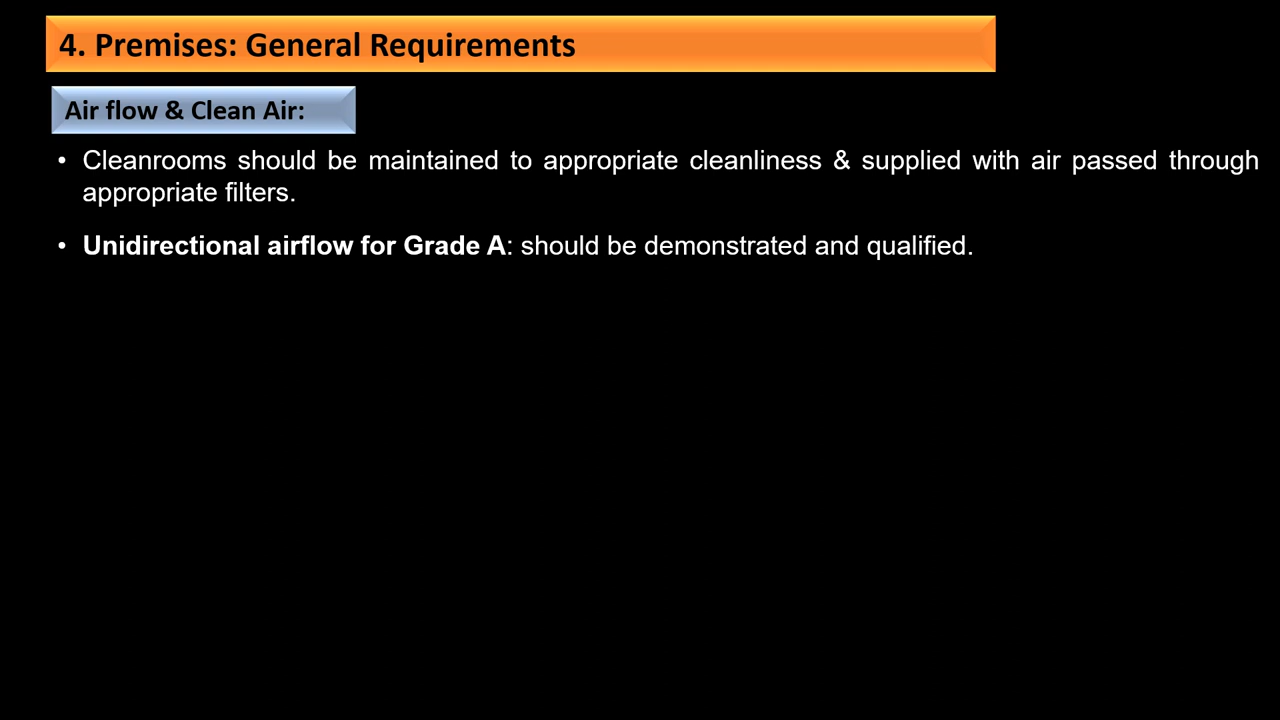 4. Premises: General Requirements
Air flow & Clean Air:
• Cleanrooms should be maintained to appropriate cleanliness & supplied with air passed through
appropriate filters.
• Unidirectional airflow for Grade A: should be demonstrated and qualified.